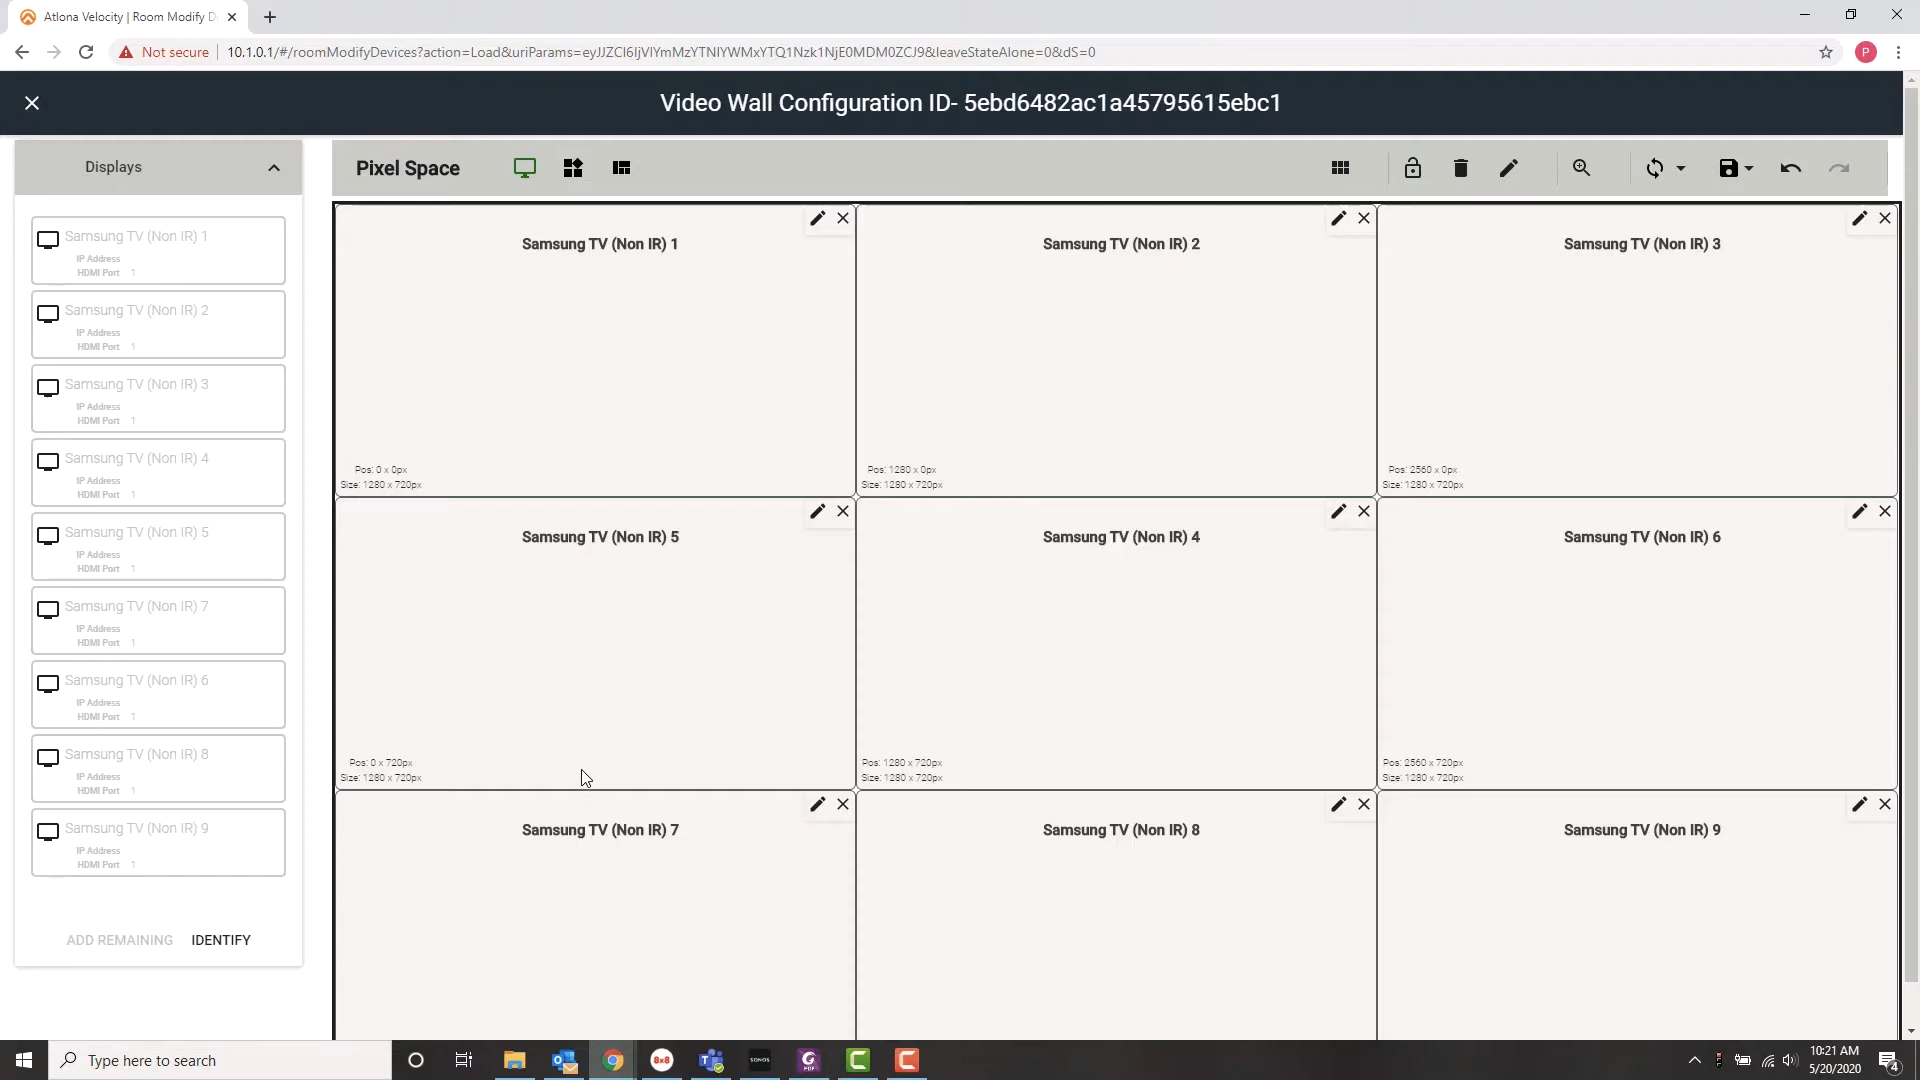 Atlona Velocity | Room Modify D
Not secure
10.1.0.1/#/roomModifyDevices?action=Load&uriParams=eyJJZCI6IjVlYmMzYTNlYWMxYTQ1Nzk1NjE0MDM0ZCJ9&leaveStateAlone=0&dS=0
P
Video Wall Configuration ID- 5ebd6482ac1a45795615ebc1
Displays
Pixel Space
Samsung TV (Non IR) 1
IP Address
HDMI Port 1
Samsung TV (Non IR) 2
IP Address
HDMI Port 1
Samsung TV (Non IR) 3
IP Address
HDMI Port 1
Samsung TV (Non IR) 4
IP Address
HDMI Port 1
Samsung TV (Non IR) 5
IP Address
HDMI Port 1
Samsung TV (Non IR) 7
IP Address
HDMI Port 1
Samsung TV (Non IR) 6
IP Address
HDMI Port 1
Samsung TV (Non IR) 8
IP Address
HDMI Port 1
Samsung TV (Non IR) 9
IP Address
HDMI Port 1
ADD REMAINING IDENTIFY
Samsung TV (Non IR) 1
Pos: 0 x 0px
Size: 1280 x 720px
Samsung TV (Non IR) 2
Pos: 1280 x 0px
Size: 1280 x 720px
Samsung TV (Non IR) 3
Pos: 2560 x 0px
Size: 1280 x 720px
Samsung TV (Non IR) 5
Pos: 0 x 720px
Size: 1280 x 720px
Samsung TV (Non IR) 4
Pos: 1280 x 720px
Size: 1280 x 720px
Samsung TV (Non IR) 6
Pos: 2560 x 720px
Size: 1280 x 720px
Samsung TV (Non IR) 7
Samsung TV (Non IR) 8
Samsung TV (Non IR) 9
Type here to search
8x8
SONOS
PDF
10:21 AM
5/20/2020
4